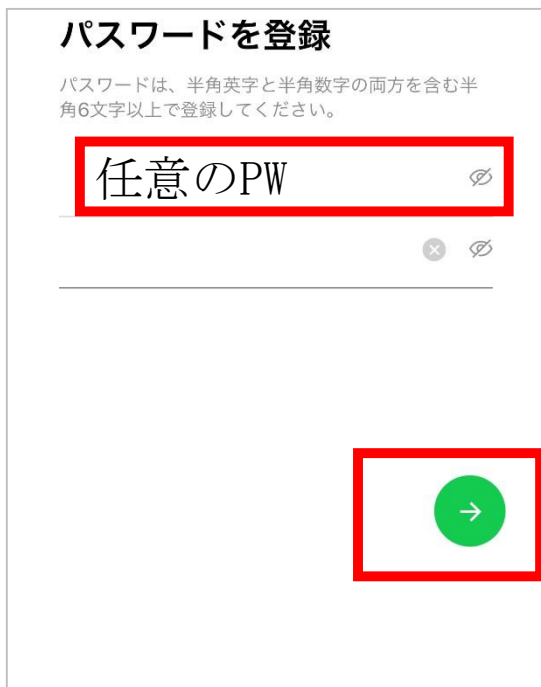 パスワードを登録
パスワードは、半角英字と半角数字の両方を含む半
角6文字以上で登録してください。
任意のPW